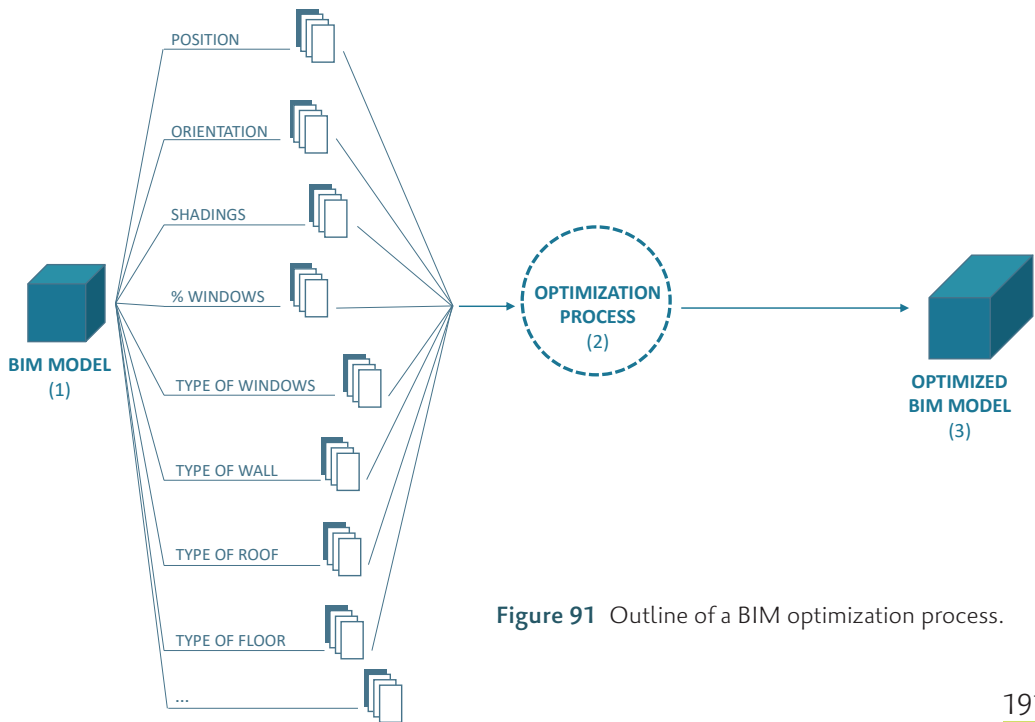 POSITION
ORIENTATION
SHADINGS
% WINDOWS
TYPE OF WINDOWS
TYPE OF WALL
TYPE OF ROOF
TYPE OF FLOOR
...
BIM MODEL
(1)
OPTIMIZATION
PROCESS
(2)
OPTIMIZED
BIM MODEL
(3)
Figure 91 Outline of a BIM optimization process.